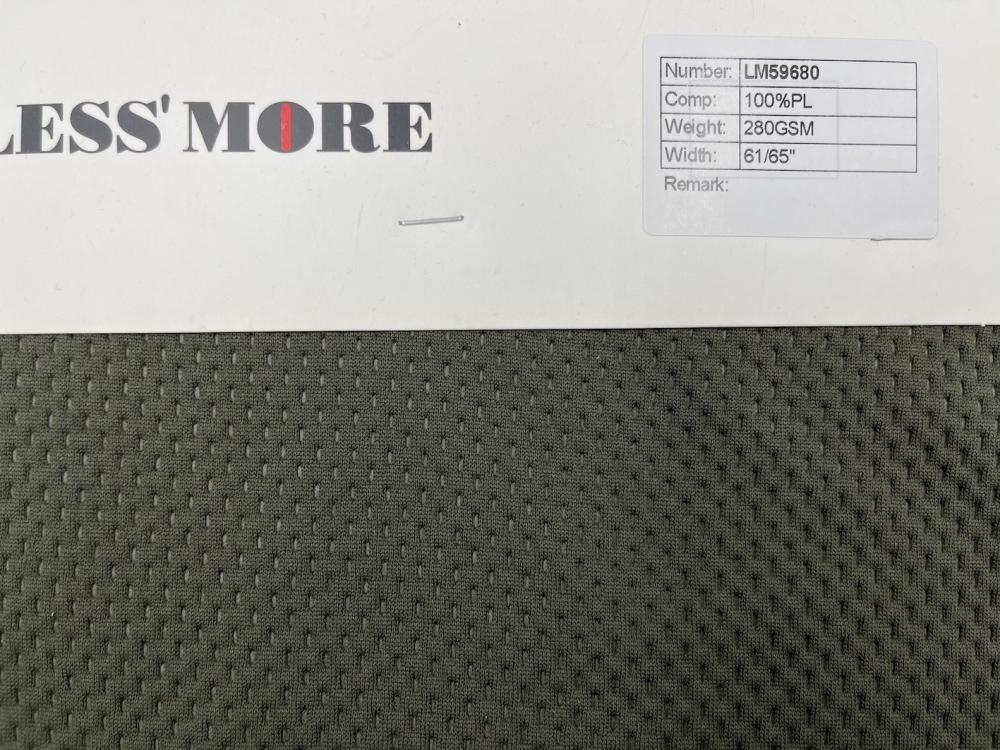 LESS' MORE
Number: LM59680
Comp: 100%PL
Weight: 280GSM
Width: 61/65"
Remark: